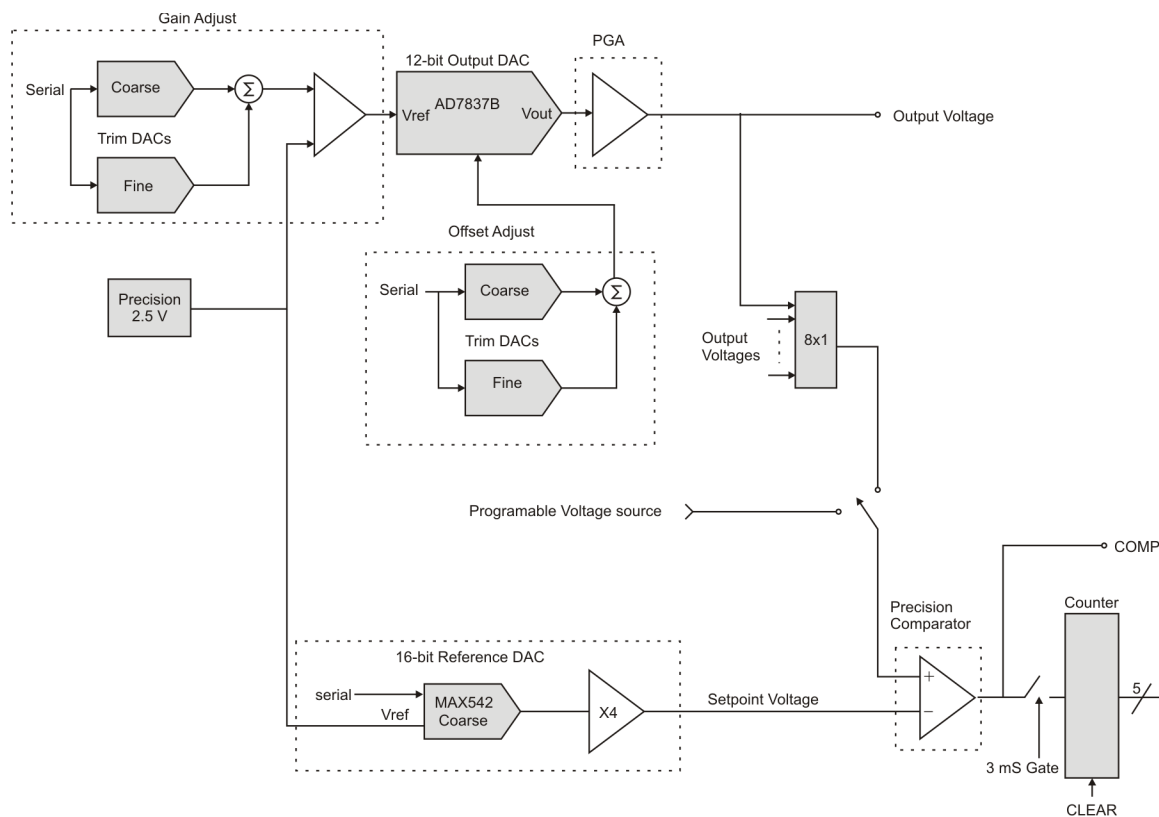 Gain Adjust
Serial
Coarse
Σ
Trim DACs
Fine
12-bit Output DAC
AD7837B
Vref
Vout
PGA
Output Voltage
Offset Adjust
Serial
Coarse
Σ
Trim DACs
Fine
Precision
2.5 V
Output
Voltages
8x1
Programable Voltage source
COMP
Precision
Comparator
Counter
16-bit Reference DAC
serial
MAX542
Coarse
Vref
X4
Setpoint Voltage
+
−
5
3 mS Gate
CLEAR